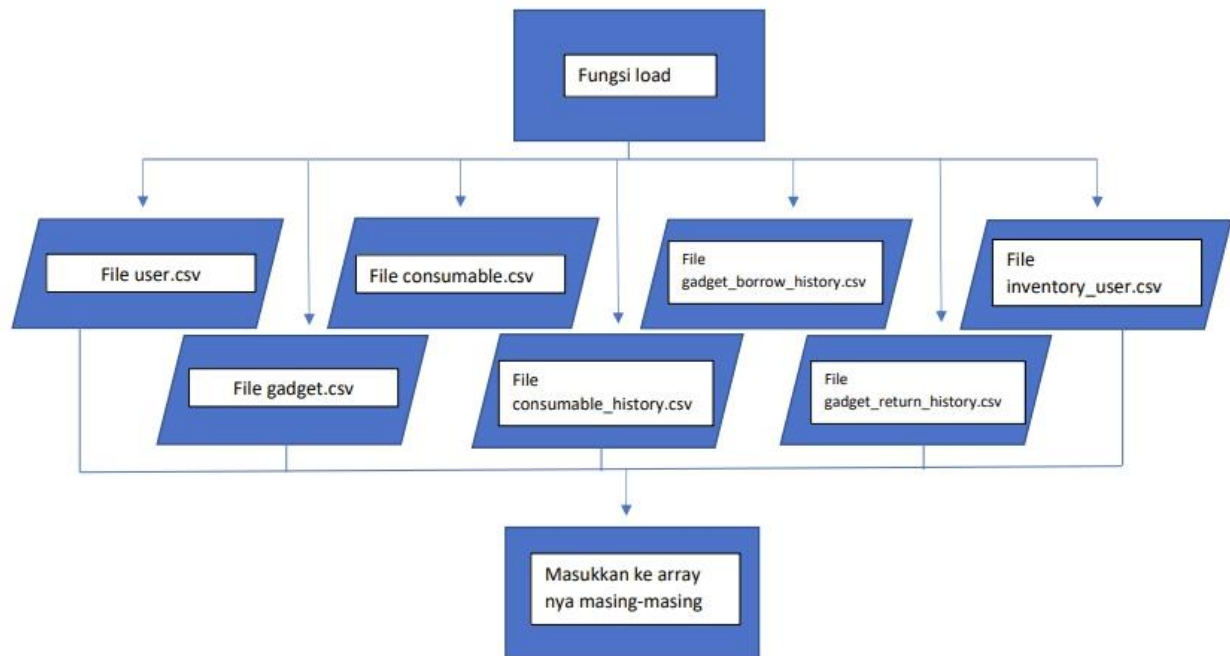 Fungsi load
File user.csv
File consumable.csv
File
gadget_borrow_history.csv
File
inventory_user.csv
File gadget.csv
File
consumable_history.csv
File
gadget_return_history.csv
Masukkan ke array
nya masing-masing